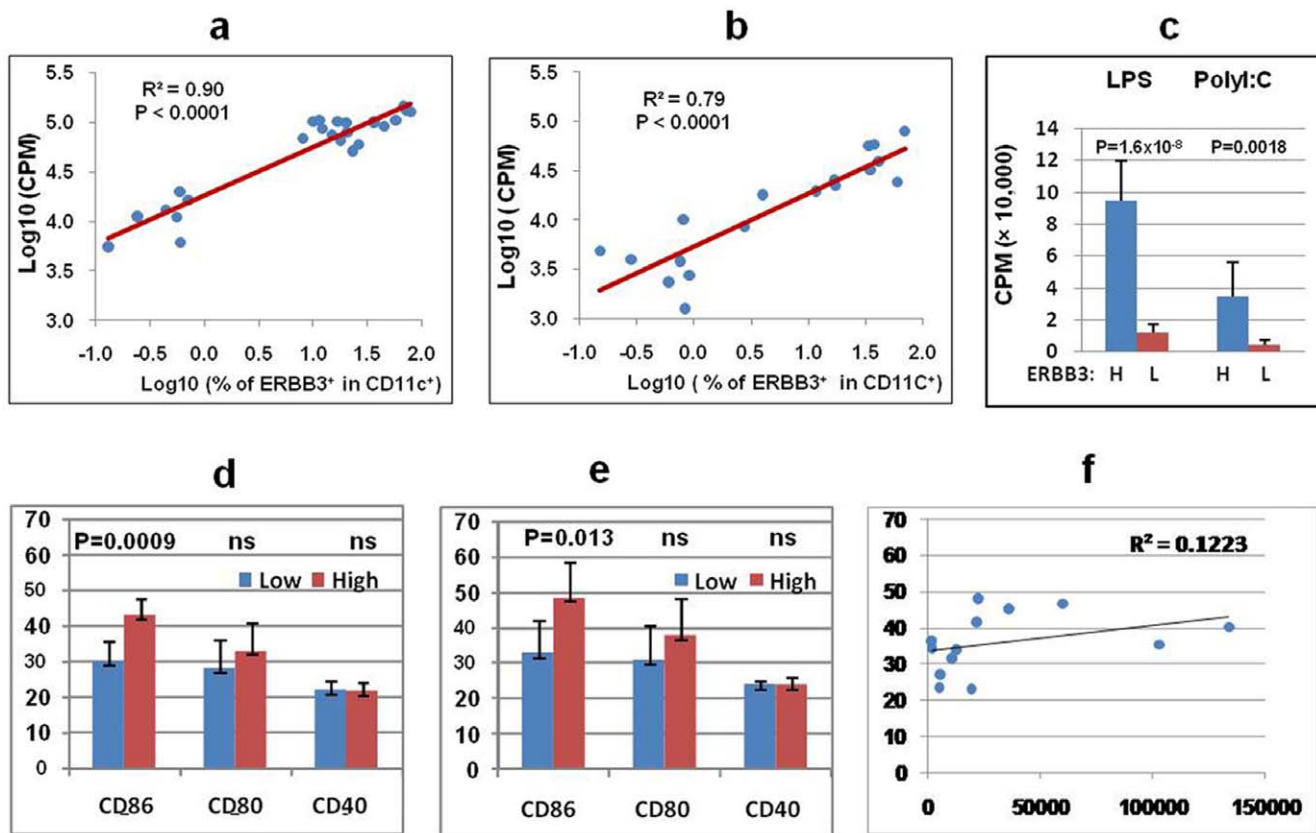 a
5.5
5.0
4.5
4.0
3.5
3.0
Log10 (CPM)
R² = 0.90
P < 0.0001
-1.0 -0.5 0.0 0.5 1.0 1.5 2.0
Log10 (% of ERBB3⁺ in CD11c⁺)
b
5.5
5.0
4.5
4.0
3.5
3.0
Log10 (CPM)
R² = 0.79
P < 0.0001
-1.0 -0.5 0.0 0.5 1.0 1.5 2.0
Log10 (% of ERBB3⁺ in CD11C⁺)
c
LPS PolyI:C
14
12
10
8
6
4
2
0
CPM (× 10,000)
P=1.6x10⁻⁸ P=0.0018
ERBB3: H L H L
d
70
60
50
40
30
20
10
0
P=0.0009 ns ns
Low High
CD86 CD80 CD40
e
70
60
50
40
30
20
10
0
P=0.013 ns ns
Low High
CD86 CD80 CD40
f
70
60
50
40
30
20
10
0
R² = 0.1223
0 50000 100000 150000